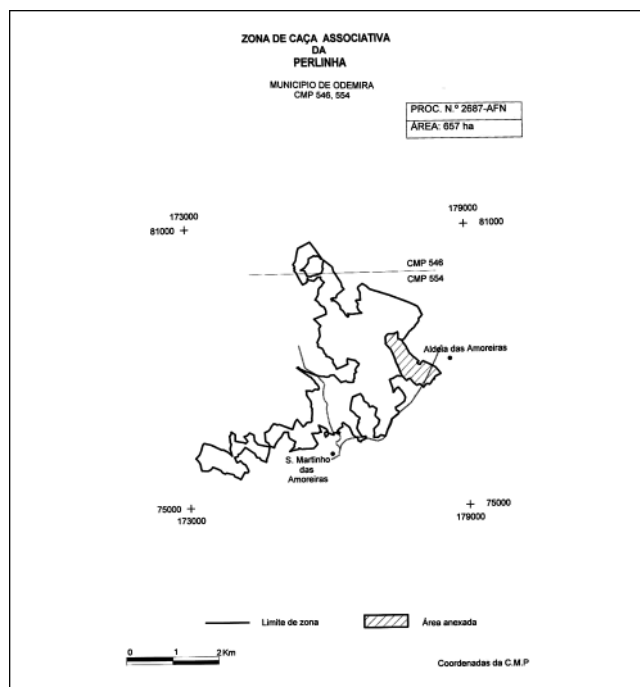 ZONA DE CAÇA ASSOCIATIVA
DA
PERLINHA
MUNICIPIO DE ODEMIRA
CMP 546, 554
PROC. N.º 2687-AFN
ÁREA: 657 ha
173000
81000
179000
81000
CMP 546
CMP 554
Aldeia das Amoreiras
S. Martinho
das
Amoreiras
75000
173000
75000
179000
Limite de zona
Área anexada
0 1 2 Km
Coordenadas da C.M.P